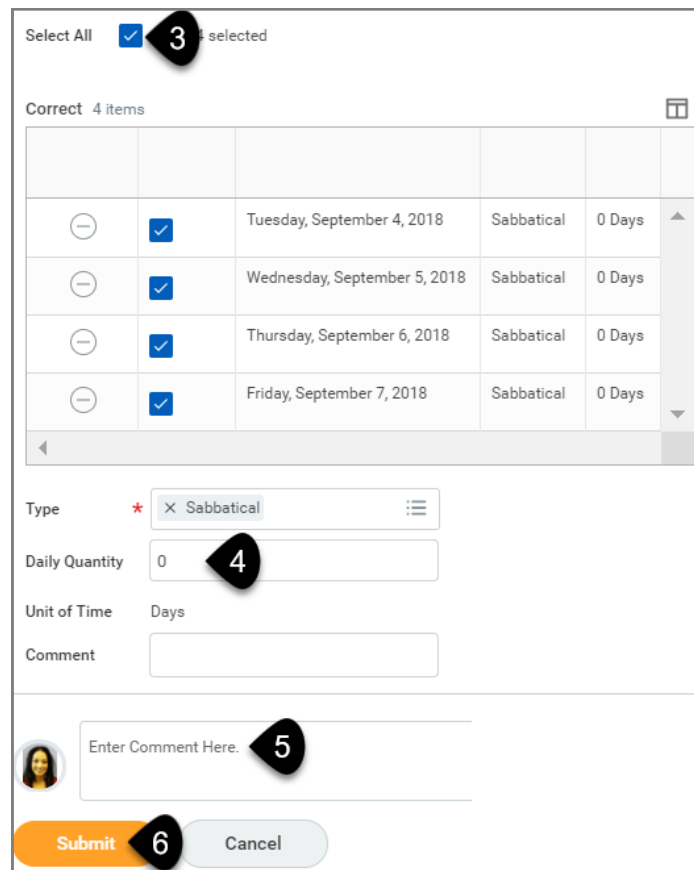 Select All 3 4 selected
Correct 4 items
Tuesday, September 4, 2018 Sabbatical 0 Days
Wednesday, September 5, 2018 Sabbatical 0 Days
Thursday, September 6, 2018 Sabbatical 0 Days
Friday, September 7, 2018 Sabbatical 0 Days
Type * × Sabbatical
Daily Quantity 0 4
Unit of Time Days
Comment
Enter Comment Here. 5
Submit 6 Cancel